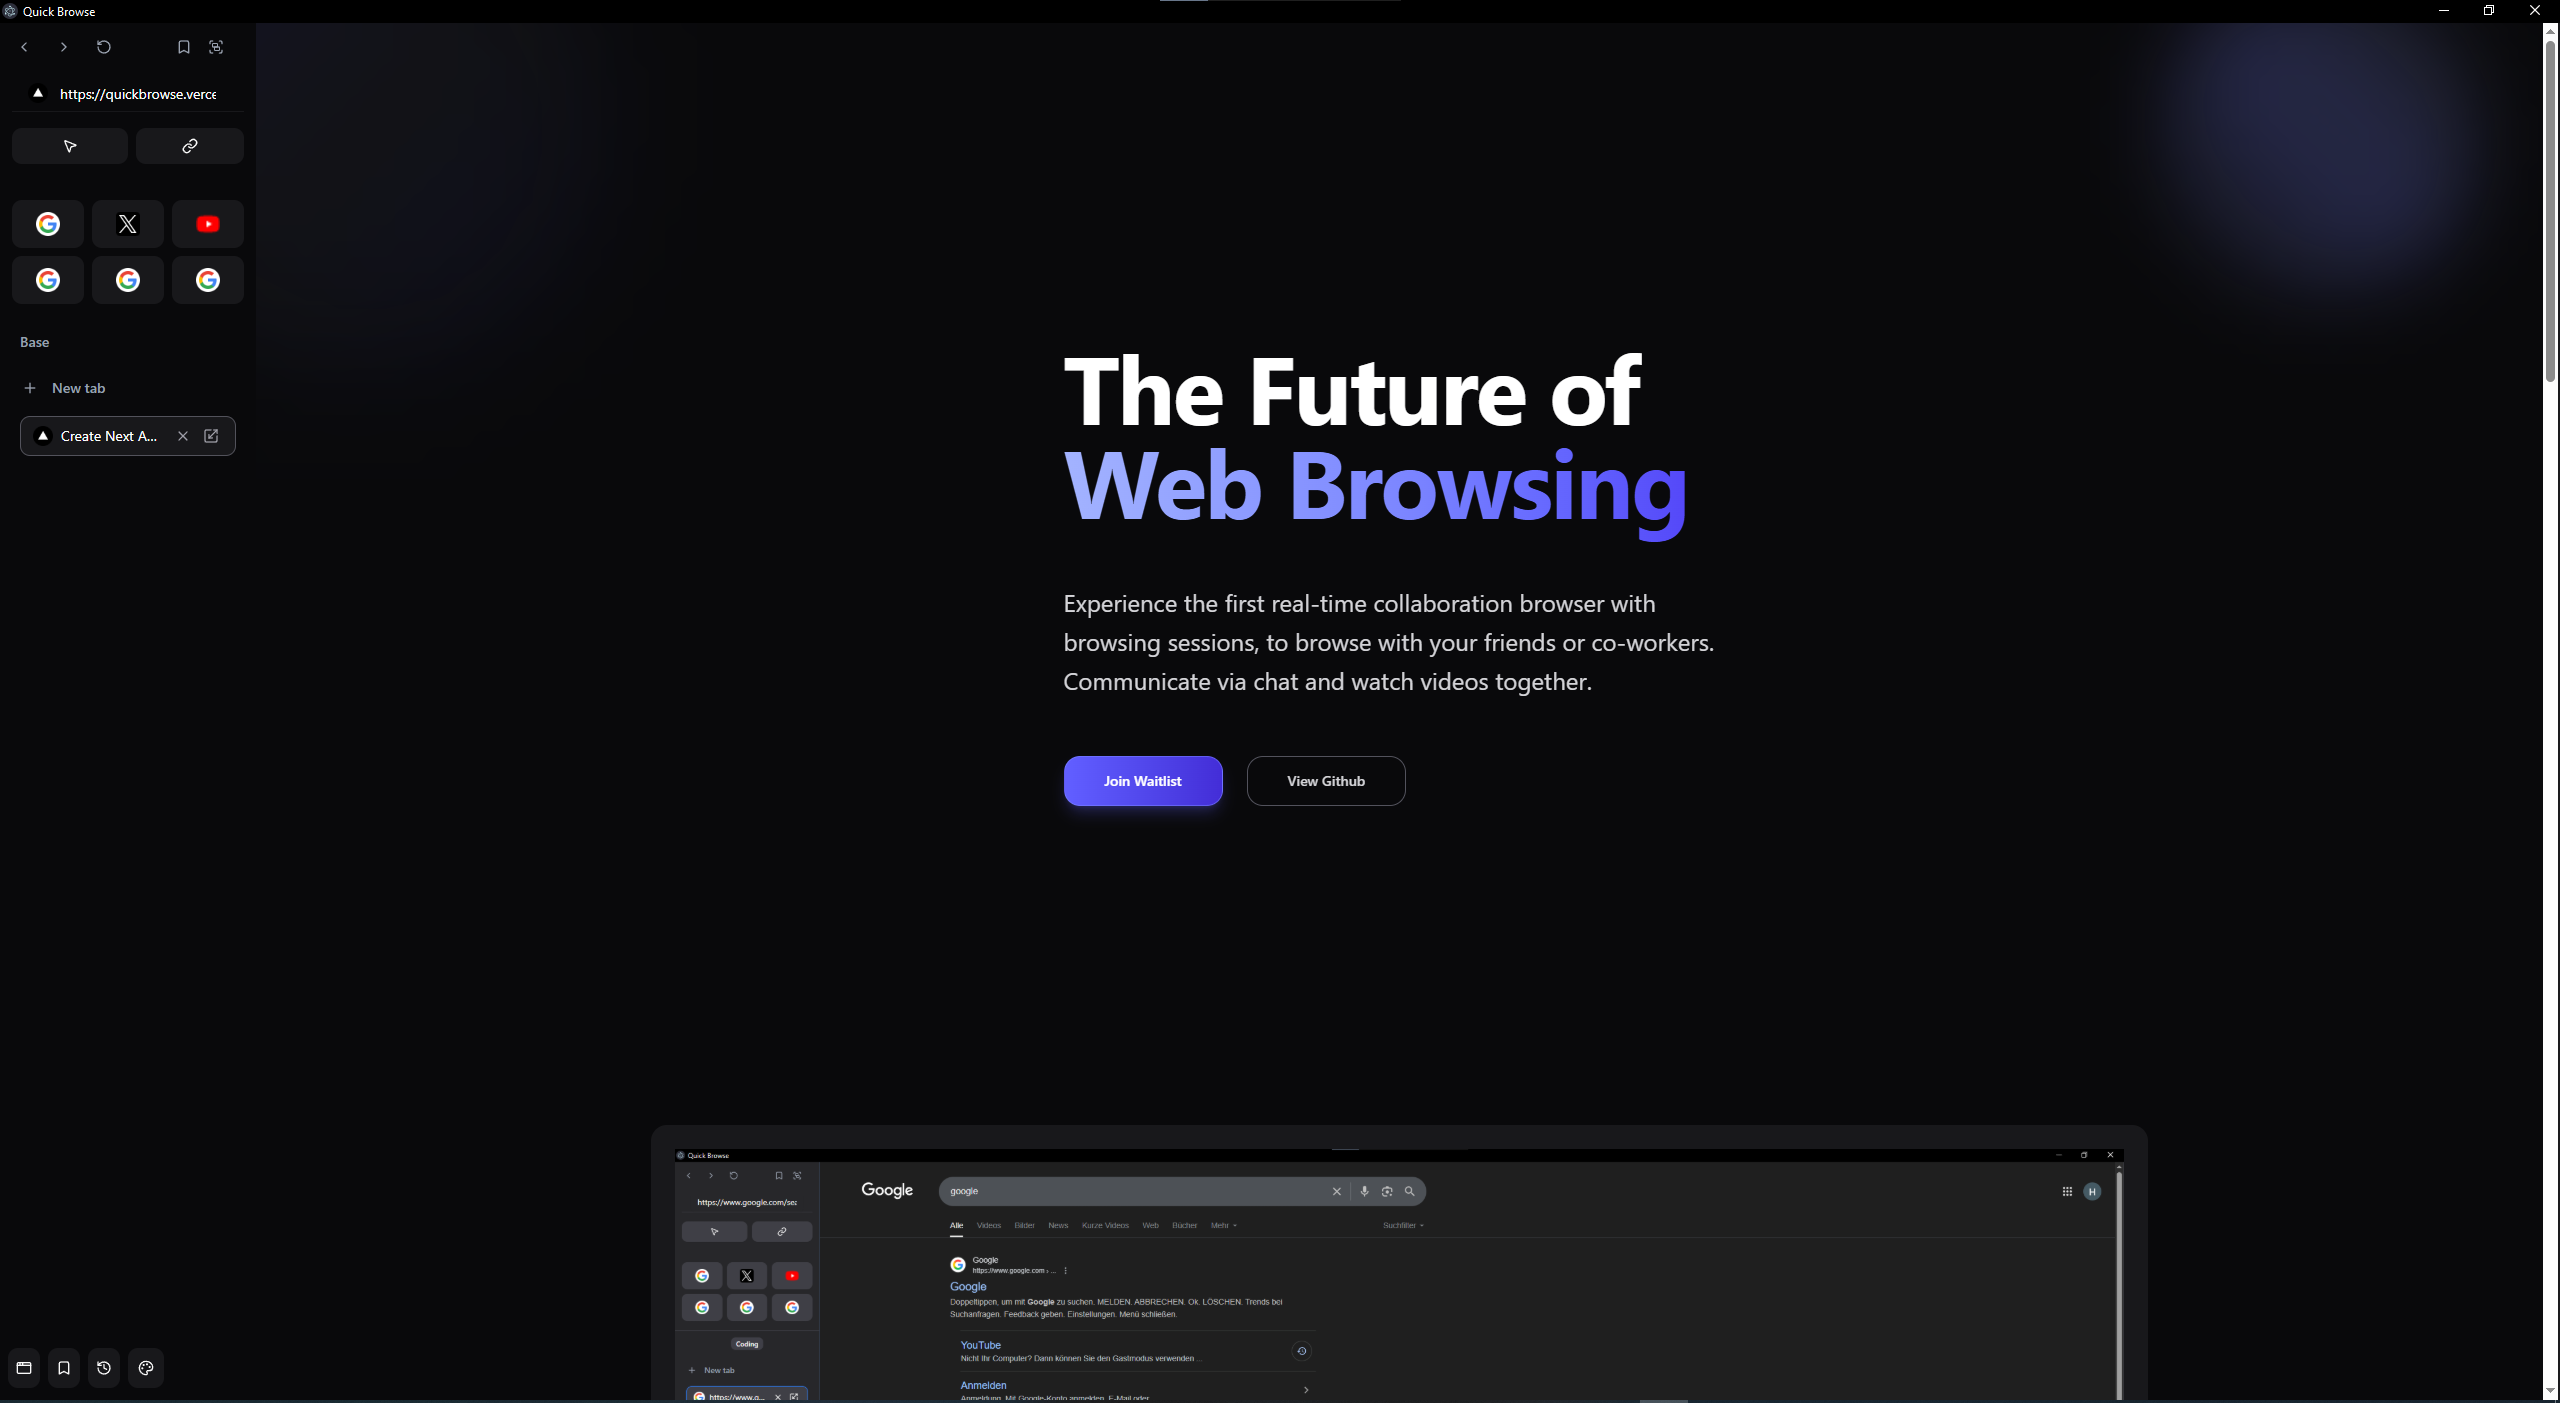 Quick Browse
https://quickbrowse.verce
Base
New tab
Create Next A...
The Future of
Web Browsing
Experience the first real-time collaboration browser with
browsing sessions, to browse with your friends or co-workers.
Communicate via chat and watch videos together.
Join Waitlist
View Github
Quick Browse
https://www.google.com/sea
Coding
New tab
https://www.g...
Google
google
H
Alle Videos Bilder News Kurze Videos Web Bücher Mehr Suchfilter
Google
https://www.google.com › ...
Google
Doppeltippen, um mit Google zu suchen. MELDEN. ABBRECHEN. Ok. LÖSCHEN. Trends bei
Suchanfragen. Feedback geben. Einstellungen. Menü schließen.
YouTube
Nicht Ihr Computer? Dann können Sie den Gastmodus verwenden ...
Anmelden
Anmeldung. Mit Google-Konto anmelden. E-Mail oder